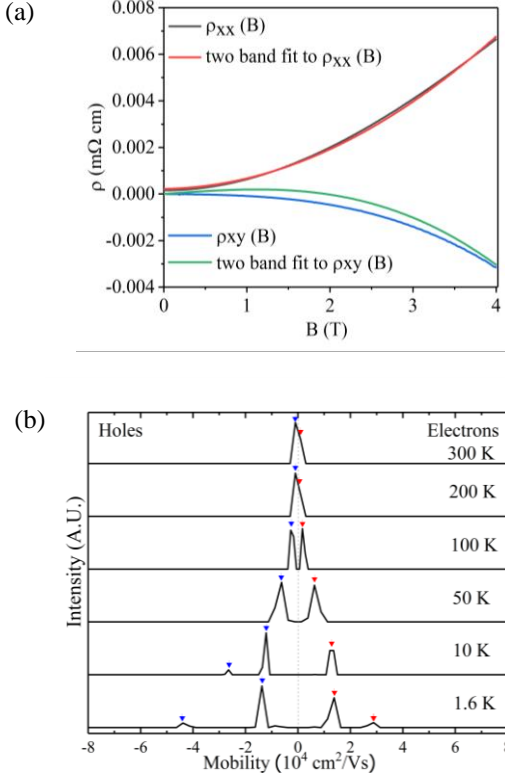 (a)
0.008
0.006
0.004
0.002
0.000
-0.002
-0.004
ρ (mΩ cm)
ρxx (B)
two band fit to ρxx (B)
ρxy (B)
two band fit to ρxy (B)
0 1 2 3 4
B (T)
(b)
Holes
Electrons
300 K
200 K
100 K
50 K
10 K
1.6 K
Intensity (A.U.)
-8 -6 -4 -2 0 2 4 6 8
Mobility (10⁴ cm²/Vs)